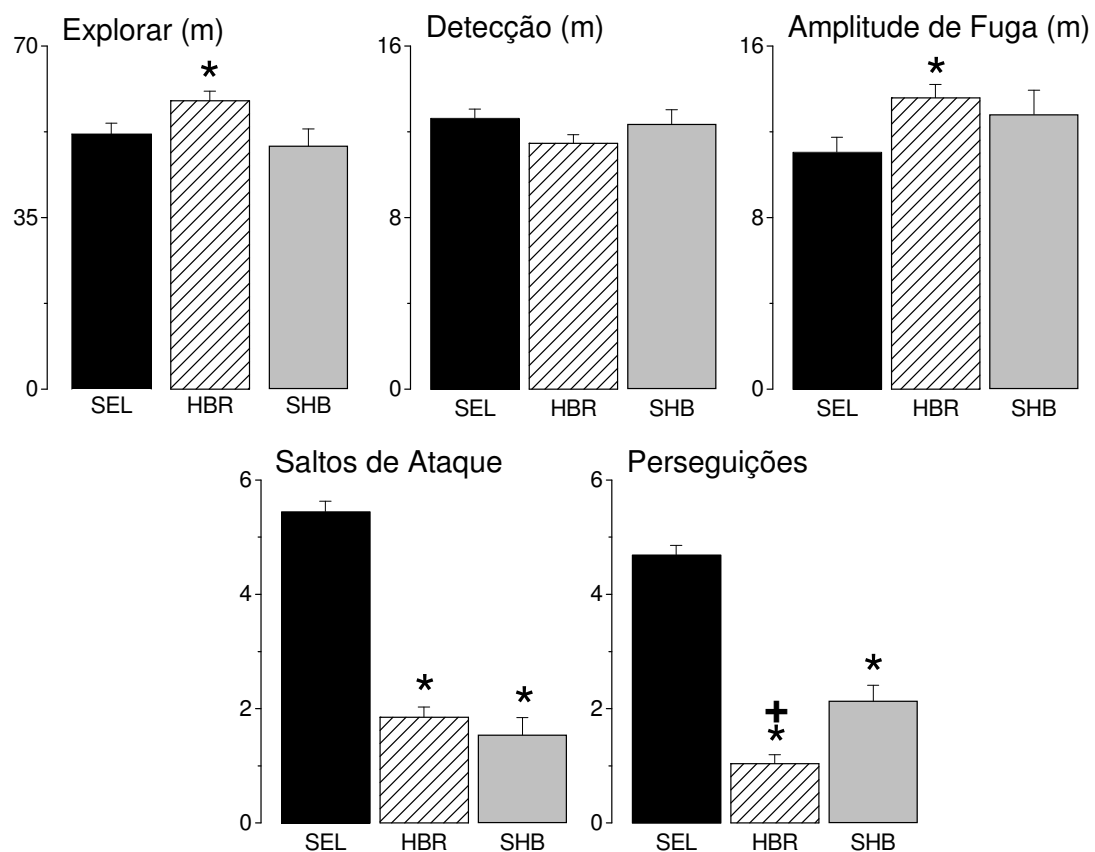 Explorar (m)
70
*
35
0
SEL HBR SHB
Detecção (m)
16
8
0
SEL HBR SHB
Amplitude de Fuga (m)
16
*
8
0
SEL HBR SHB
Saltos de Ataque
6
4
* *
2
0
SEL HBR SHB
Perseguições
6
4
*
2
+
*
0
SEL HBR SHB